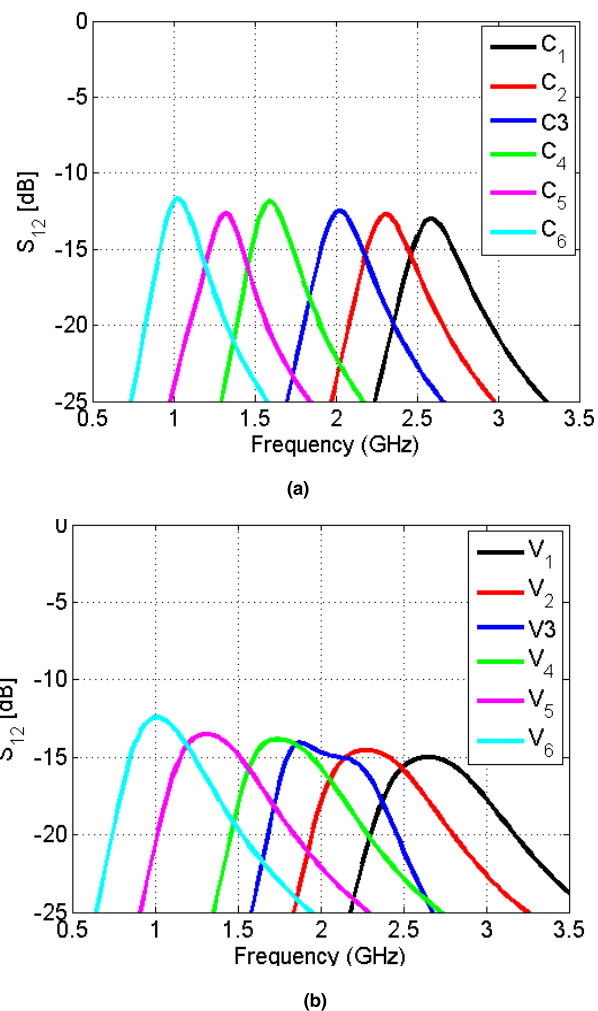 0
-5
-10
-15
-20
-25
S12 [dB]
0.5 1 1.5 2 2.5 3 3.5
Frequency (GHz)
C1
C2
C3
C4
C5
C6
(a)
0
-5
-10
-15
-20
-25
S12 [dB]
0.5 1 1.5 2 2.5 3 3.5
Frequency (GHz)
V1
V2
V3
V4
V5
V6
(b)